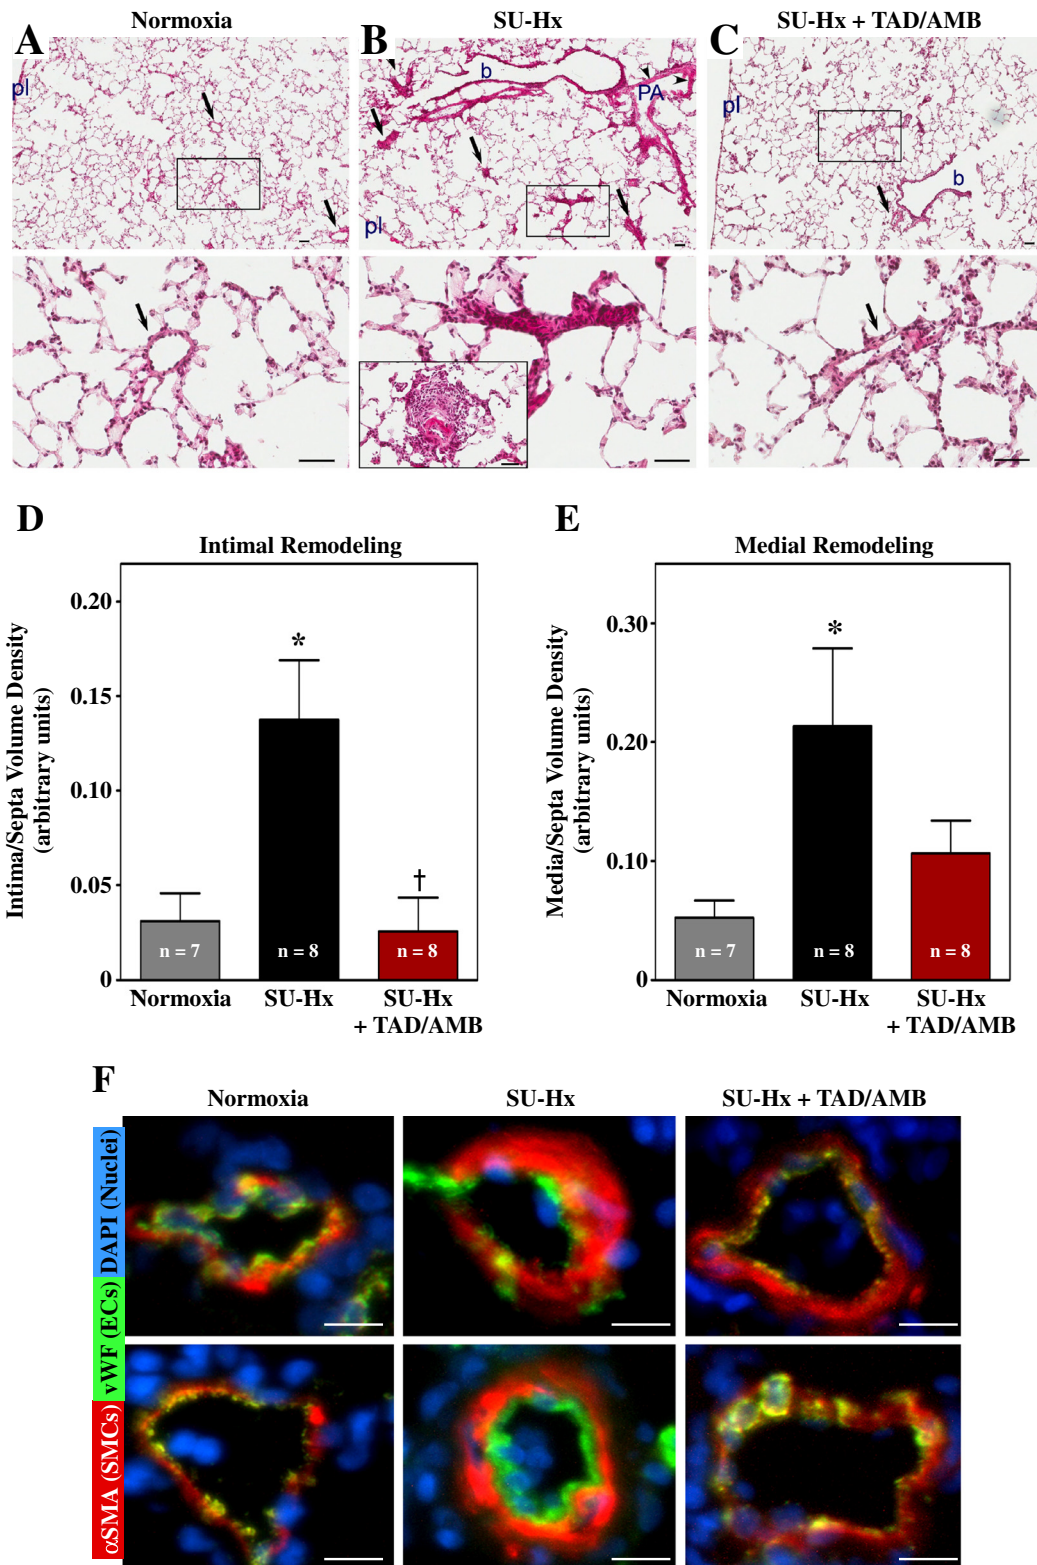 Normoxia
SU-Hx
SU-Hx + TAD/AMB
A
B
C
pl
b
PA
pl
pl
b
D
E
Intimal Remodeling
Medial Remodeling
Intima/Septa Volume Density
(arbitrary units)
0.20
0.15
0.10
0.05
0
*
†
n = 7
n = 8
n = 8
Normoxia
SU-Hx
SU-Hx
+ TAD/AMB
Media/Septa Volume Density
(arbitrary units)
0.30
0.20
0.10
0
*
n = 7
n = 8
n = 8
Normoxia
SU-Hx
SU-Hx
+ TAD/AMB
F
Normoxia
SU-Hx
SU-Hx + TAD/AMB
αSMA (SMCs) vWF (ECs) DAPI (Nuclei)